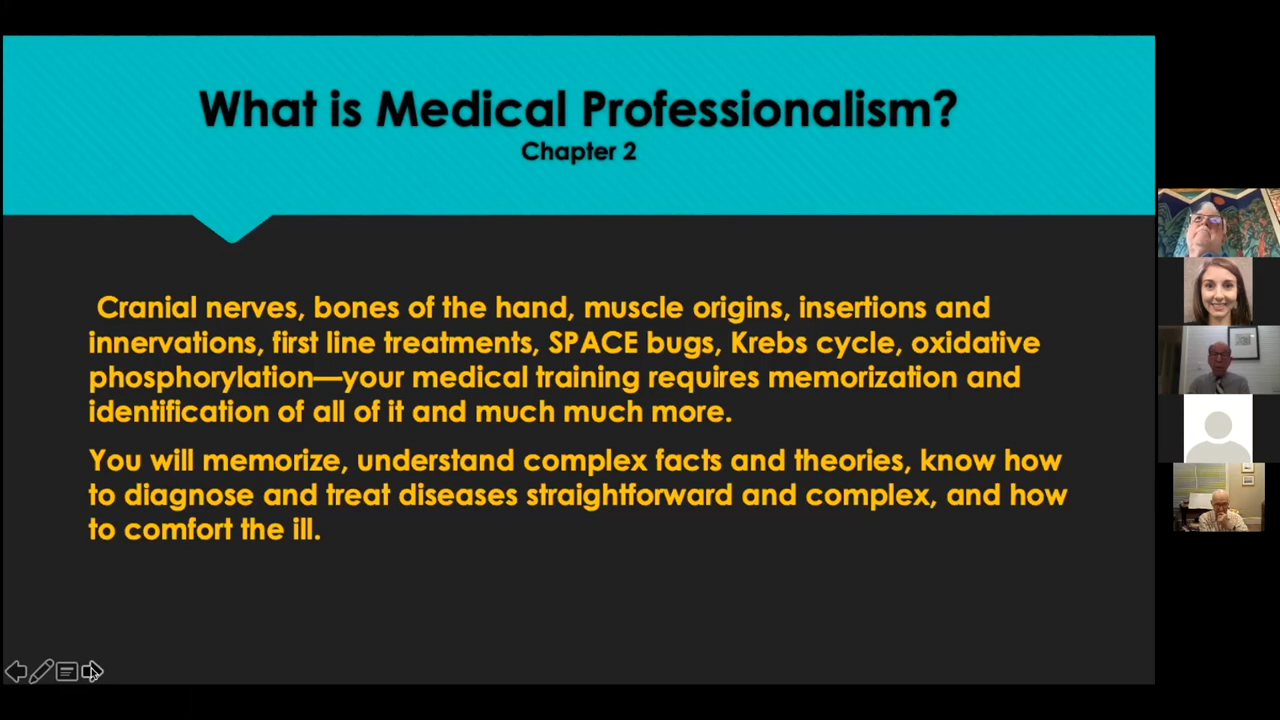 What is Medical Professionalism?
Chapter 2
Cranial nerves, bones of the hand, muscle origins, insertions and
innervations, first line treatments, SPACE bugs, Krebs cycle, oxidative
phosphorylation—your medical training requires memorization and
identification of all of it and much much more.
You will memorize, understand complex facts and theories, know how
to diagnose and treat diseases straightforward and complex, and how
to comfort the ill.